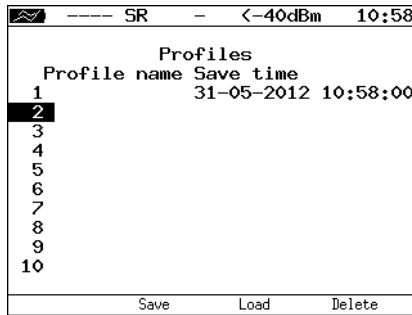 ---- SR – <-40dBm 10:58
Profiles
Profile name Save time
1 31-05-2012 10:58:00
2
3
4
5
6
7
8
9
10
Save Load Delete